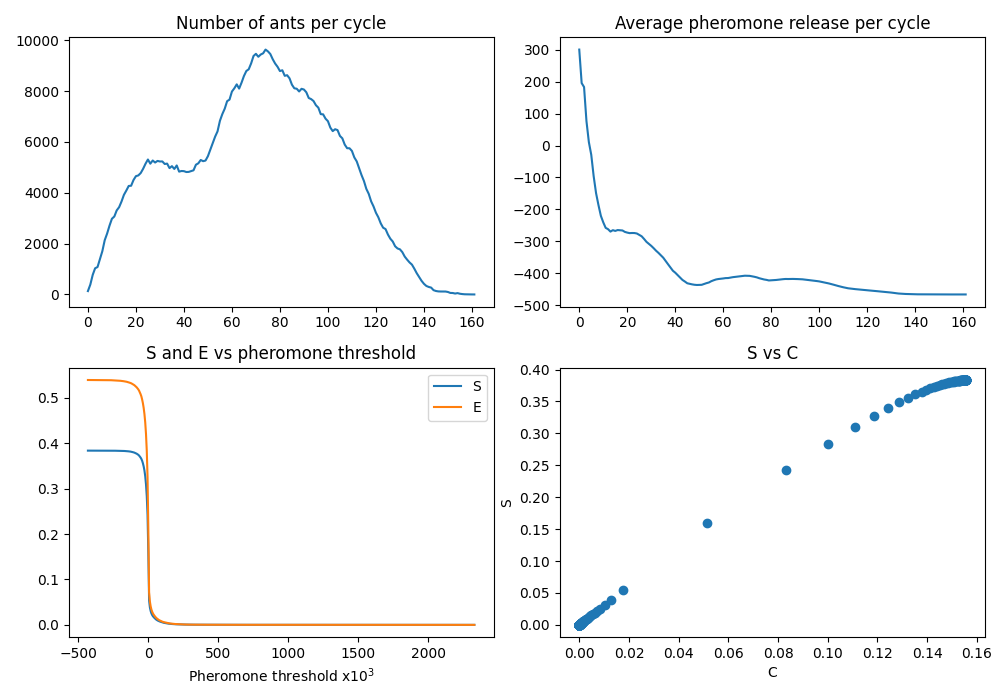 Number of ants per cycle
10000
8000
6000
4000
2000
0
0 20 40 60 80 100 120 140 160
Average pheromone release per cycle
300
200
100
0
−100
−200
−300
−400
−500
0 20 40 60 80 100 120 140 160
S and E vs pheromone threshold
S
E
0.5
0.4
0.3
0.2
0.1
0.0
−500 0 500 1000 1500 2000
Pheromone threshold x10³
S vs C
S
0.40
0.35
0.30
0.25
0.20
0.15
0.10
0.05
0.00
0.00 0.02 0.04 0.06 0.08 0.10 0.12 0.14 0.16
C